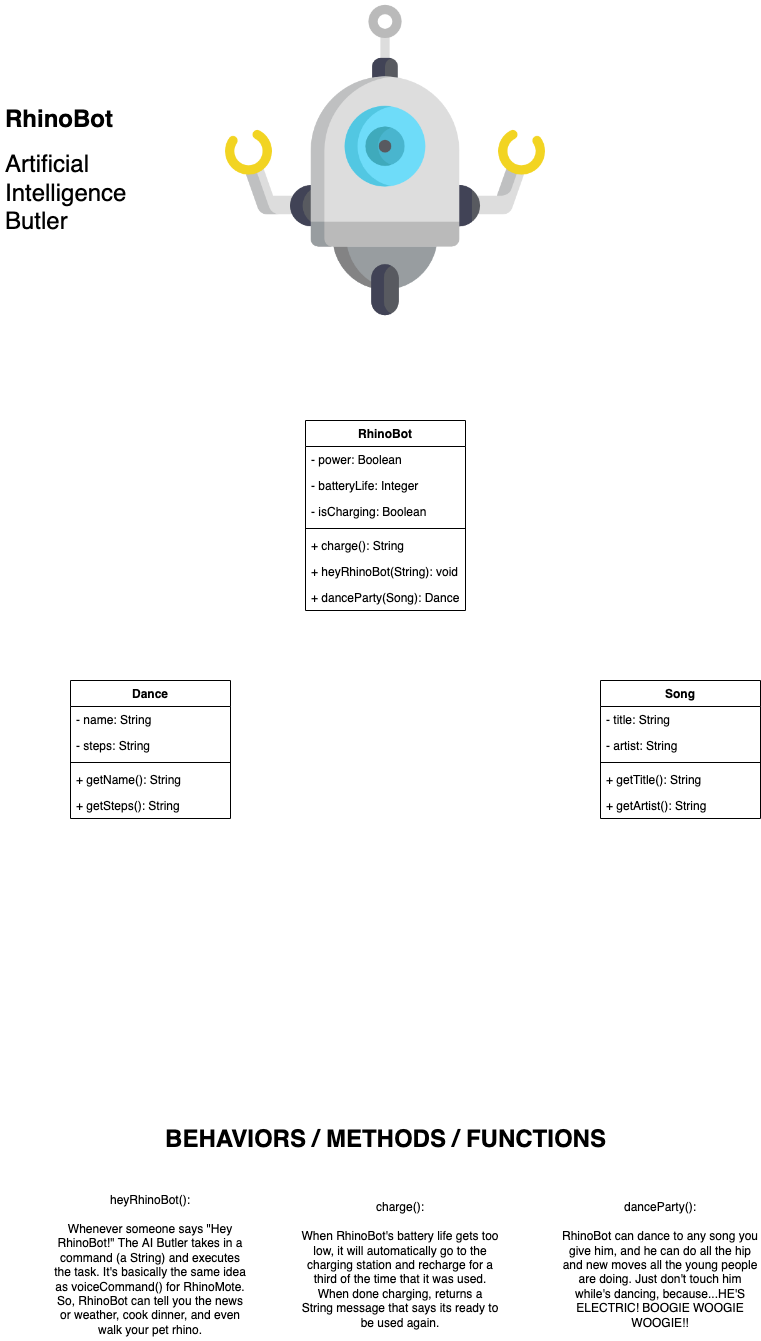 RhinoBot
Artificial
Intelligence
Butler
RhinoBot
- power: Boolean
- batteryLife: Integer
- isCharging: Boolean
+ charge(): String
+ heyRhinoBot(String): void
+ danceParty(Song): Dance
Dance
- name: String
- steps: String
+ getName(): String
+ getSteps(): String
Song
- title: String
- artist: String
+ getTitle(): String
+ getArtist(): String
BEHAVIORS / METHODS / FUNCTIONS
heyRhinoBot():
Whenever someone says "Hey
RhinoBot!" The AI Butler takes in a
command (a String) and executes
the task. It's basically the same idea
as voiceCommand() for RhinoMote.
So, RhinoBot can tell you the news
or weather, cook dinner, and even
walk your pet rhino.
charge():
When RhinoBot's battery life gets too
low, it will automatically go to the
charging station and recharge for a
third of the time that it was used.
When done charging, returns a
String message that says its ready to
be used again.
danceParty():
RhinoBot can dance to any song you
give him, and he can do all the hip
and new moves all the young people
are doing. Just don't touch him
while's dancing, because...HE'S
ELECTRIC! BOOGIE WOOGIE
WOOGIE!!